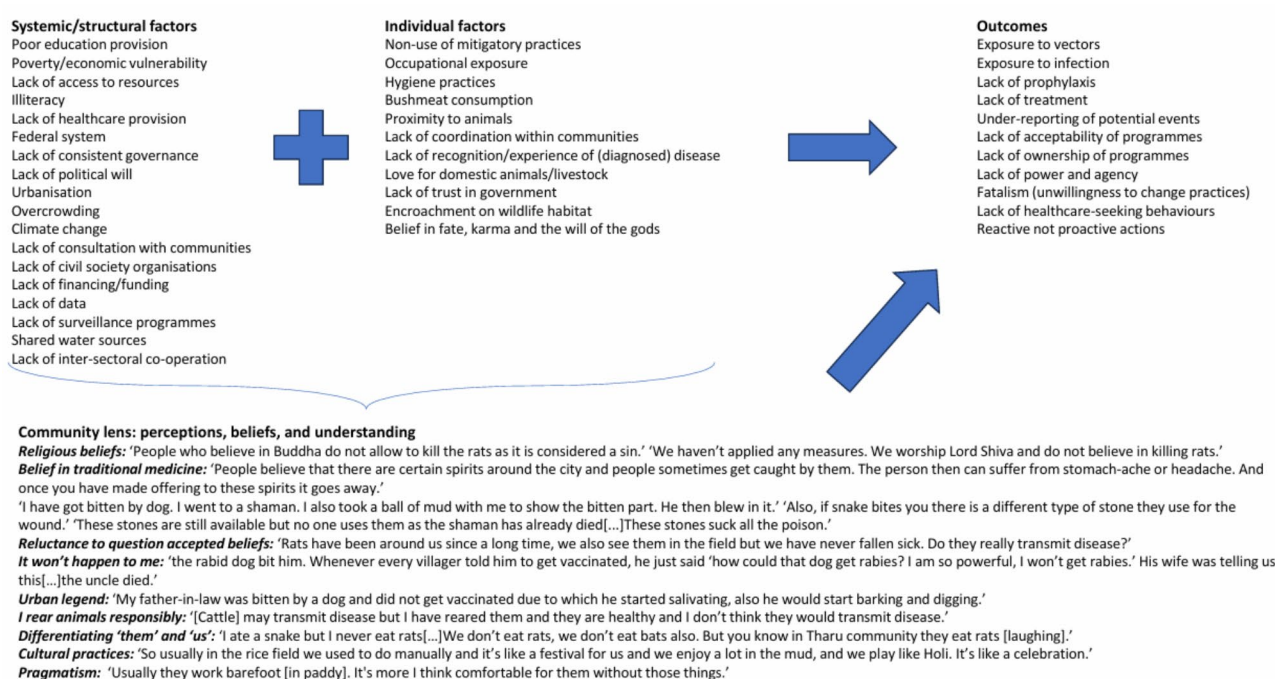 Systemic/structural factors
Poor education provision
Poverty/economic vulnerability
Lack of access to resources
Illiteracy
Lack of healthcare provision
Federal system
Lack of consistent governance
Lack of political will
Urbanisation
Overcrowding
Climate change
Lack of consultation with communities
Lack of civil society organisations
Lack of financing/funding
Lack of data
Lack of surveillance programmes
Shared water sources
Lack of inter-sectoral co-operation
Individual factors
Non-use of mitigatory practices
Occupational exposure
Hygiene practices
Bushmeat consumption
Proximity to animals
Lack of coordination within communities
Lack of recognition/experience of (diagnosed) disease
Love for domestic animals/livestock
Lack of trust in government
Encroachment on wildlife habitat
Belief in fate, karma and the will of the gods
Outcomes
Exposure to vectors
Exposure to infection
Lack of prophylaxis
Lack of treatment
Under-reporting of potential events
Lack of acceptability of programmes
Lack of ownership of programmes
Lack of power and agency
Fatalism (unwillingness to change practices)
Lack of healthcare-seeking behaviours
Reactive not proactive actions
Community lens: perceptions, beliefs, and understanding
Religious beliefs: 'People who believe in Buddha do not allow to kill the rats as it is considered a sin.' 'We haven't applied any measures. We worship Lord Shiva and do not believe in killing rats.'
Belief in traditional medicine: 'People believe that there are certain spirits around the city and people sometimes get caught by them. The person then can suffer from stomach-ache or headache. And
once you have made offering to these spirits it goes away.'
'I have got bitten by dog. I went to a shaman. I also took a ball of mud with me to show the bitten part. He then blew in it.' 'Also, if snake bites you there is a different type of stone they use for the
wound.' 'These stones are still available but no one uses them as the shaman has already died[...]These stones suck all the poison.'
Reluctance to question accepted beliefs: 'Rats have been around us since a long time, we also see them in the field but we have never fallen sick. Do they really transmit disease?'
It won't happen to me: 'the rabid dog bit him. Whenever every villager told him to get vaccinated, he just said 'how could that dog get rabies? I am so powerful, I won't get rabies.' His wife was telling us
this[...]the uncle died.'
Urban legend: 'My father-in-law was bitten by a dog and did not get vaccinated due to which he started salivating, also he would start barking and digging.'
I rear animals responsibly: '[Cattle] may transmit disease but I have reared them and they are healthy and I don't think they would transmit disease.'
Differentiating 'them' and 'us': 'I ate a snake but I never eat rats[...]We don't eat rats, we don't eat bats also. But you know in Tharu community they eat rats [laughing].'
Cultural practices: 'So usually in the rice field we used to do manually and it's like a festival for us and we enjoy a lot in the mud, and we play like Holi. It's like a celebration.'
Pragmatism: 'Usually they work barefoot [in paddy]. It's more I think comfortable for them without those things.'